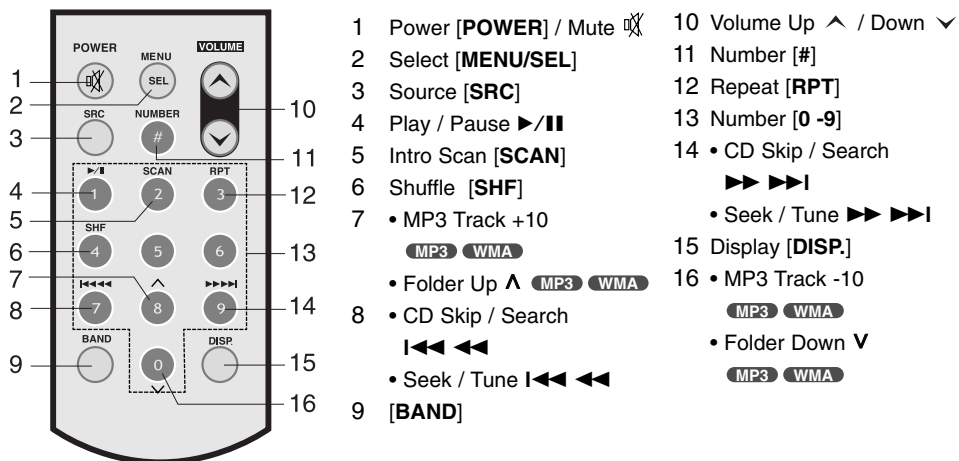 POWER
MENU
VOLUME
SEL
SRC
NUMBER
#
▶/❚❚
SCAN
RPT
1
2
3
SHF
4
5
6
I◀◀ ◀◀
∧
▶▶ ▶▶I
7
8
9
BAND
DISP.
0
∨
1
2
3
4
5
6
7
8
9
10
11
12
13
14
15
16
1 Power [POWER] / Mute
2 Select [MENU/SEL]
3 Source [SRC]
4 Play / Pause ▶/❚❚
5 Intro Scan [SCAN]
6 Shuffle [SHF]
7 • MP3 Track +10
MP3 WMA
• Folder Up ∧ MP3 WMA
8 • CD Skip / Search
I◀◀ ◀◀
• Seek / Tune I◀◀ ◀◀
9 [BAND]
10 Volume Up ∧ / Down ∨
11 Number [#]
12 Repeat [RPT]
13 Number [0 -9]
14 • CD Skip / Search
▶▶ ▶▶I
• Seek / Tune ▶▶ ▶▶I
15 Display [DISP.]
16 • MP3 Track -10
MP3 WMA
• Folder Down ∨
MP3 WMA